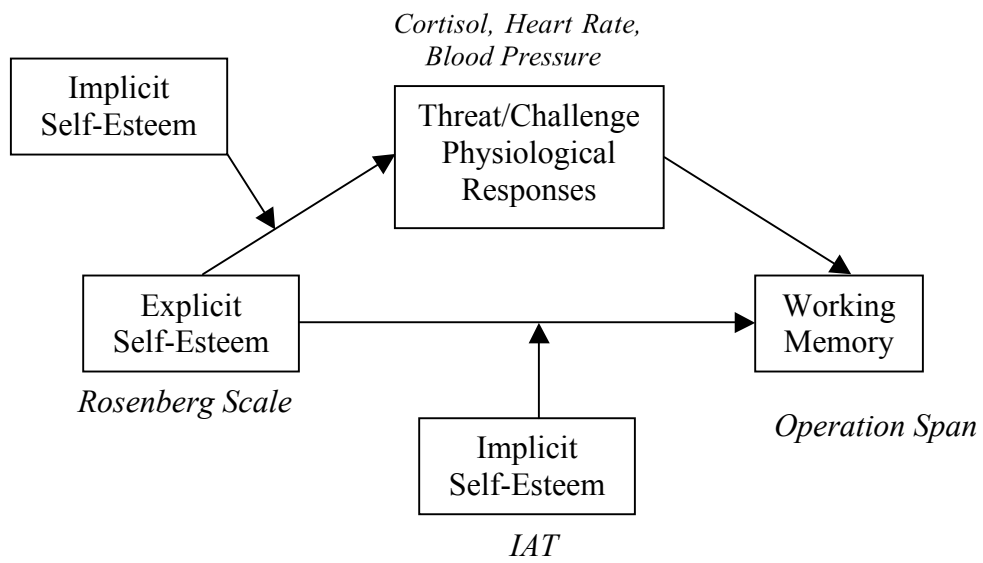 Cortisol, Heart Rate,
Blood Pressure
Implicit
Self-Esteem
Threat/Challenge
Physiological
Responses
Explicit
Self-Esteem
Rosenberg Scale
Working
Memory
Operation Span
Implicit
Self-Esteem
IAT